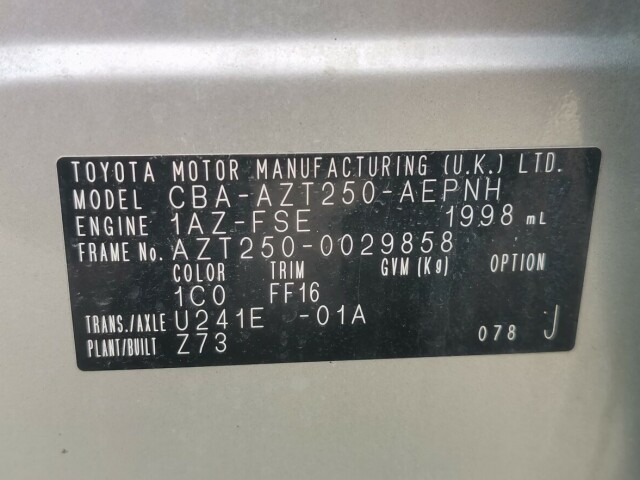 TOYOTA MOTOR MANUFACTURING (U.K.) LTD.
MODEL CBA-AZT250-AEPNH
ENGINE 1AZ-FSE 1998 mL
FRAME No. AZT250-0029858
COLOR TRIM GVM (Kg) OPTION
1C0 FF16
TRANS./AXLE U241E -01A
PLANT/BUILT Z73 078 J